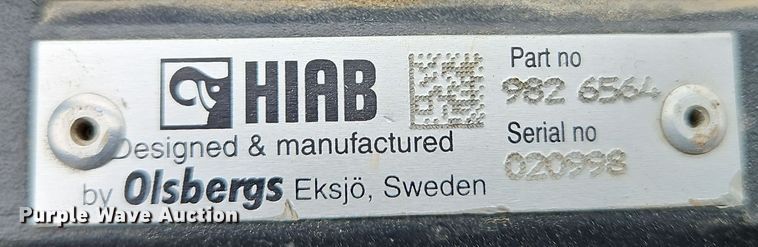 HIAB
Designed & manufactured
by Olsbergs Eksjö, Sweden
Part no
982 6564
Serial no
020998
Purple Wave Auction